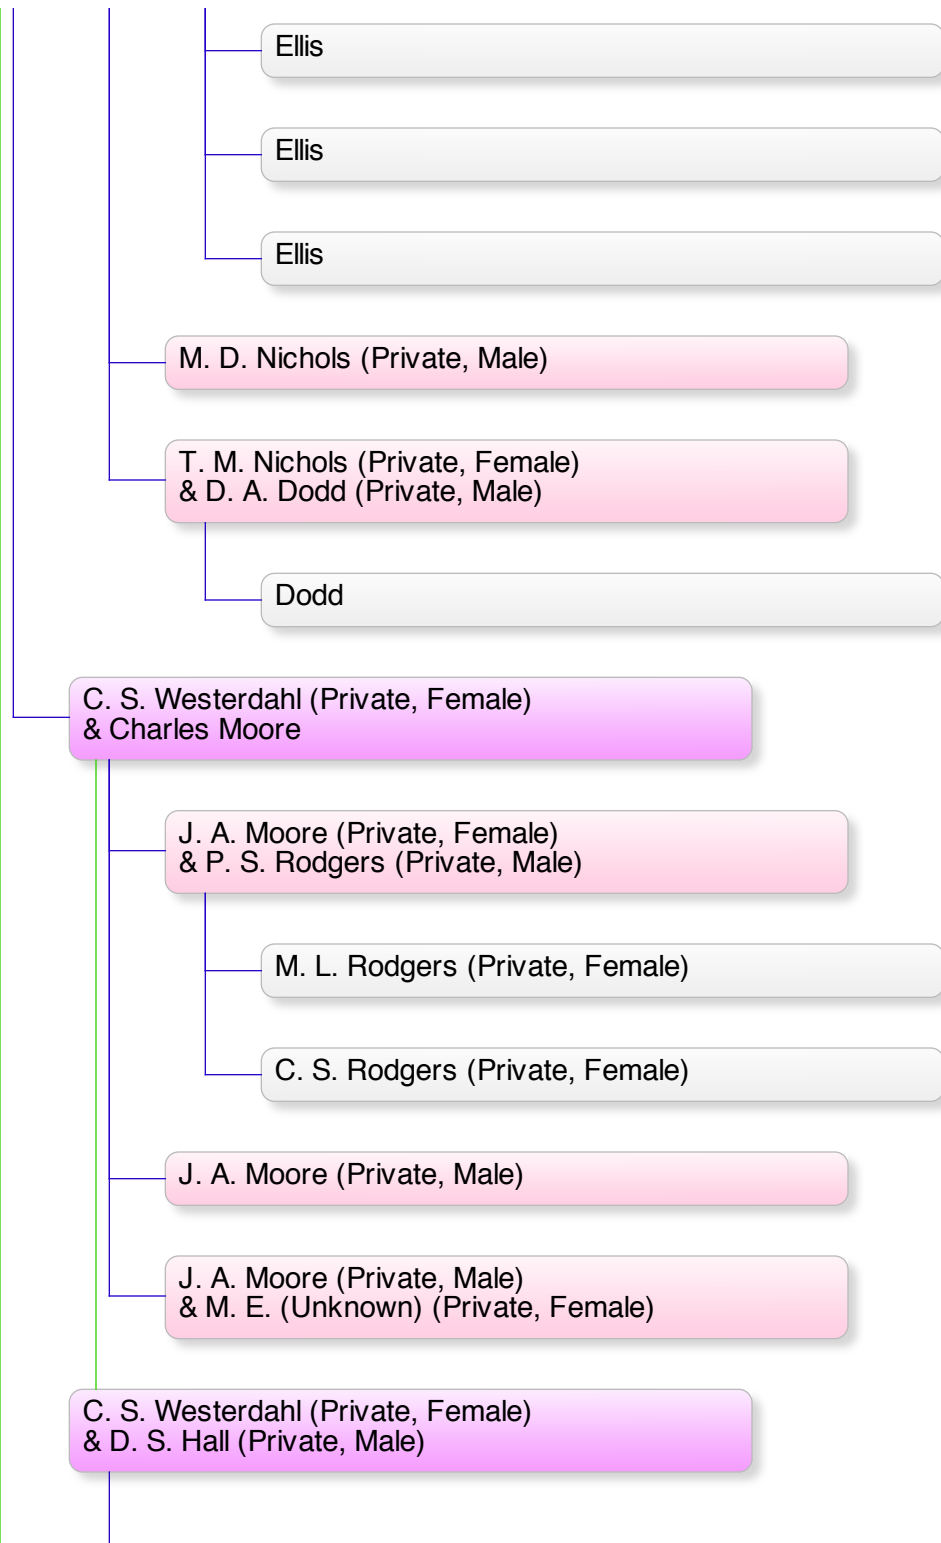 Ellis
Ellis
Ellis
M. D. Nichols (Private, Male)
T. M. Nichols (Private, Female)
& D. A. Dodd (Private, Male)
Dodd
C. S. Westerdahl (Private, Female)
& Charles Moore
J. A. Moore (Private, Female)
& P. S. Rodgers (Private, Male)
M. L. Rodgers (Private, Female)
C. S. Rodgers (Private, Female)
J. A. Moore (Private, Male)
J. A. Moore (Private, Male)
& M. E. (Unknown) (Private, Female)
C. S. Westerdahl (Private, Female)
& D. S. Hall (Private, Male)